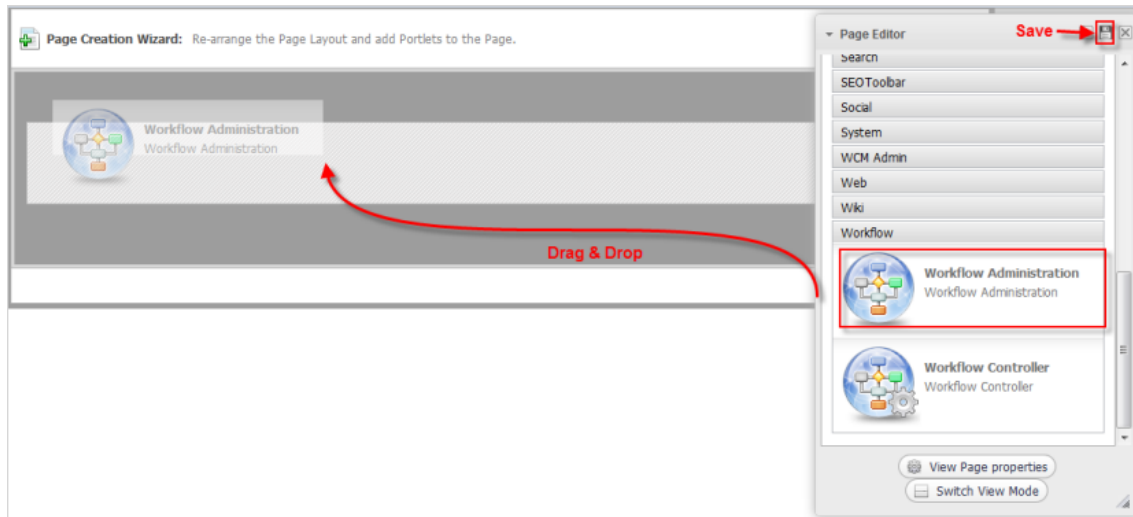 Page Creation Wizard: Re-arrange the Page Layout and add Portlets to the Page.
Workflow Administration
Workflow Administration
Drag & Drop
Page Editor
Save
Search
SEOToolbar
Social
System
WCM Admin
Web
Wiki
Workflow
Workflow Administration
Workflow Administration
Workflow Controller
Workflow Controller
View Page properties
Switch View Mode